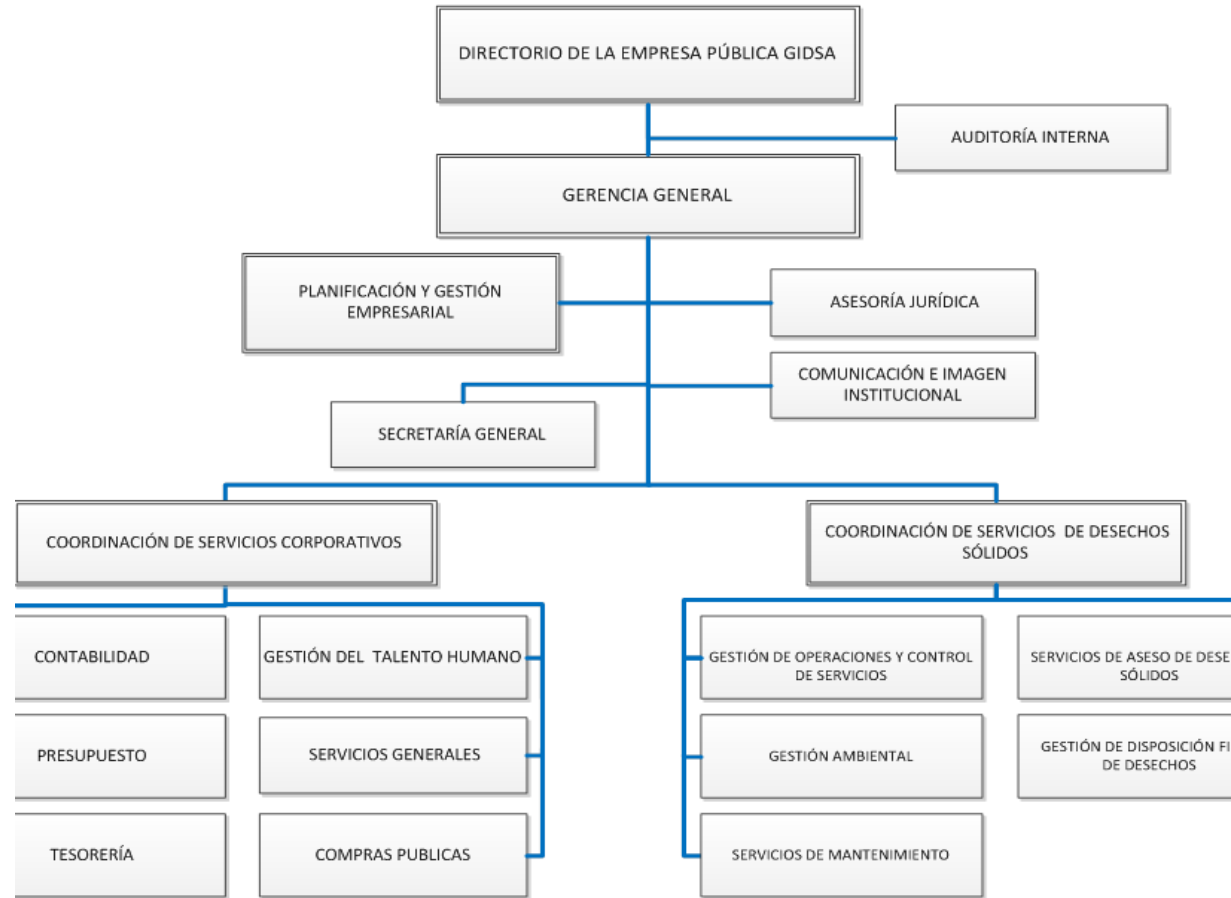 DIRECTORIO DE LA EMPRESA PÚBLICA GIDSA
AUDITORÍA INTERNA
GERENCIA GENERAL
PLANIFICACIÓN Y GESTIÓN
EMPRESARIAL
ASESORÍA JURÍDICA
COMUNICACIÓN E IMAGEN
INSTITUCIONAL
SECRETARÍA GENERAL
COORDINACIÓN DE SERVICIOS CORPORATIVOS
COORDINACIÓN DE SERVICIOS DE DESECHOS
SÓLIDOS
CONTABILIDAD
GESTIÓN DEL TALENTO HUMANO
GESTIÓN DE OPERACIONES Y CONTROL
DE SERVICIOS
SERVICIOS DE ASESO DE
SÓLIDOS
PRESUPUESTO
SERVICIOS GENERALES
GESTIÓN AMBIENTAL
GESTIÓN DE DISPOSICIÓN
DE DESECHOS
TESORERÍA
COMPRAS PUBLICAS
SERVICIOS DE MANTENIMIENTO